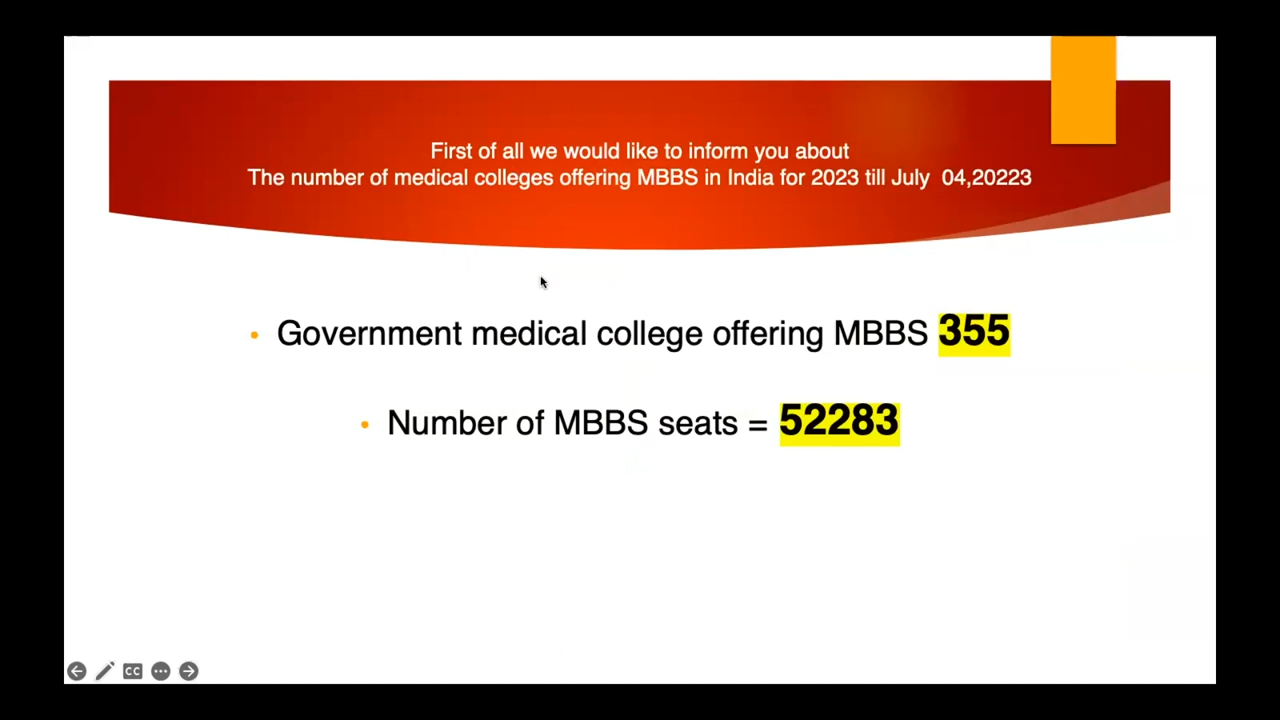 First of all we would like to inform you about
The number of medical colleges offering MBBS in India for 2023 till July 04,20223
• Government medical college offering MBBS 355
• Number of MBBS seats = 52283
CC